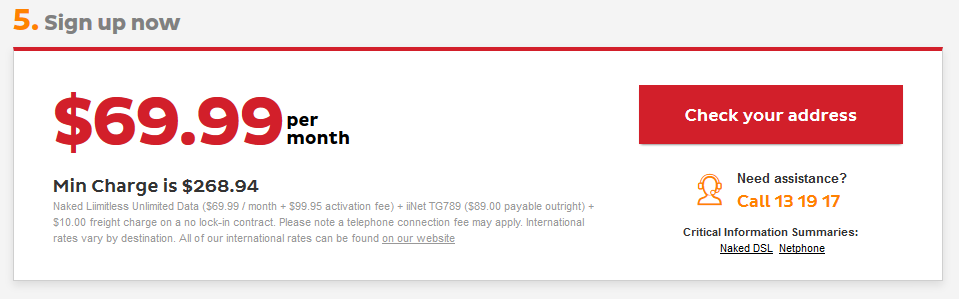 5. Sign up now
$69.99 per month
Check your address
Min Charge is $268.94
Naked Liimitless Unlimited Data ($69.99 / month + $99.95 activation fee) + iiNet TG789 ($89.00 payable outright) +
$10.00 freight charge on a no lock-in contract. Please note a telephone connection fee may apply. International
rates vary by destination. All of our international rates can be found on our website
Need assistance?
Call 13 19 17
Critical Information Summaries:
Naked DSL Netphone